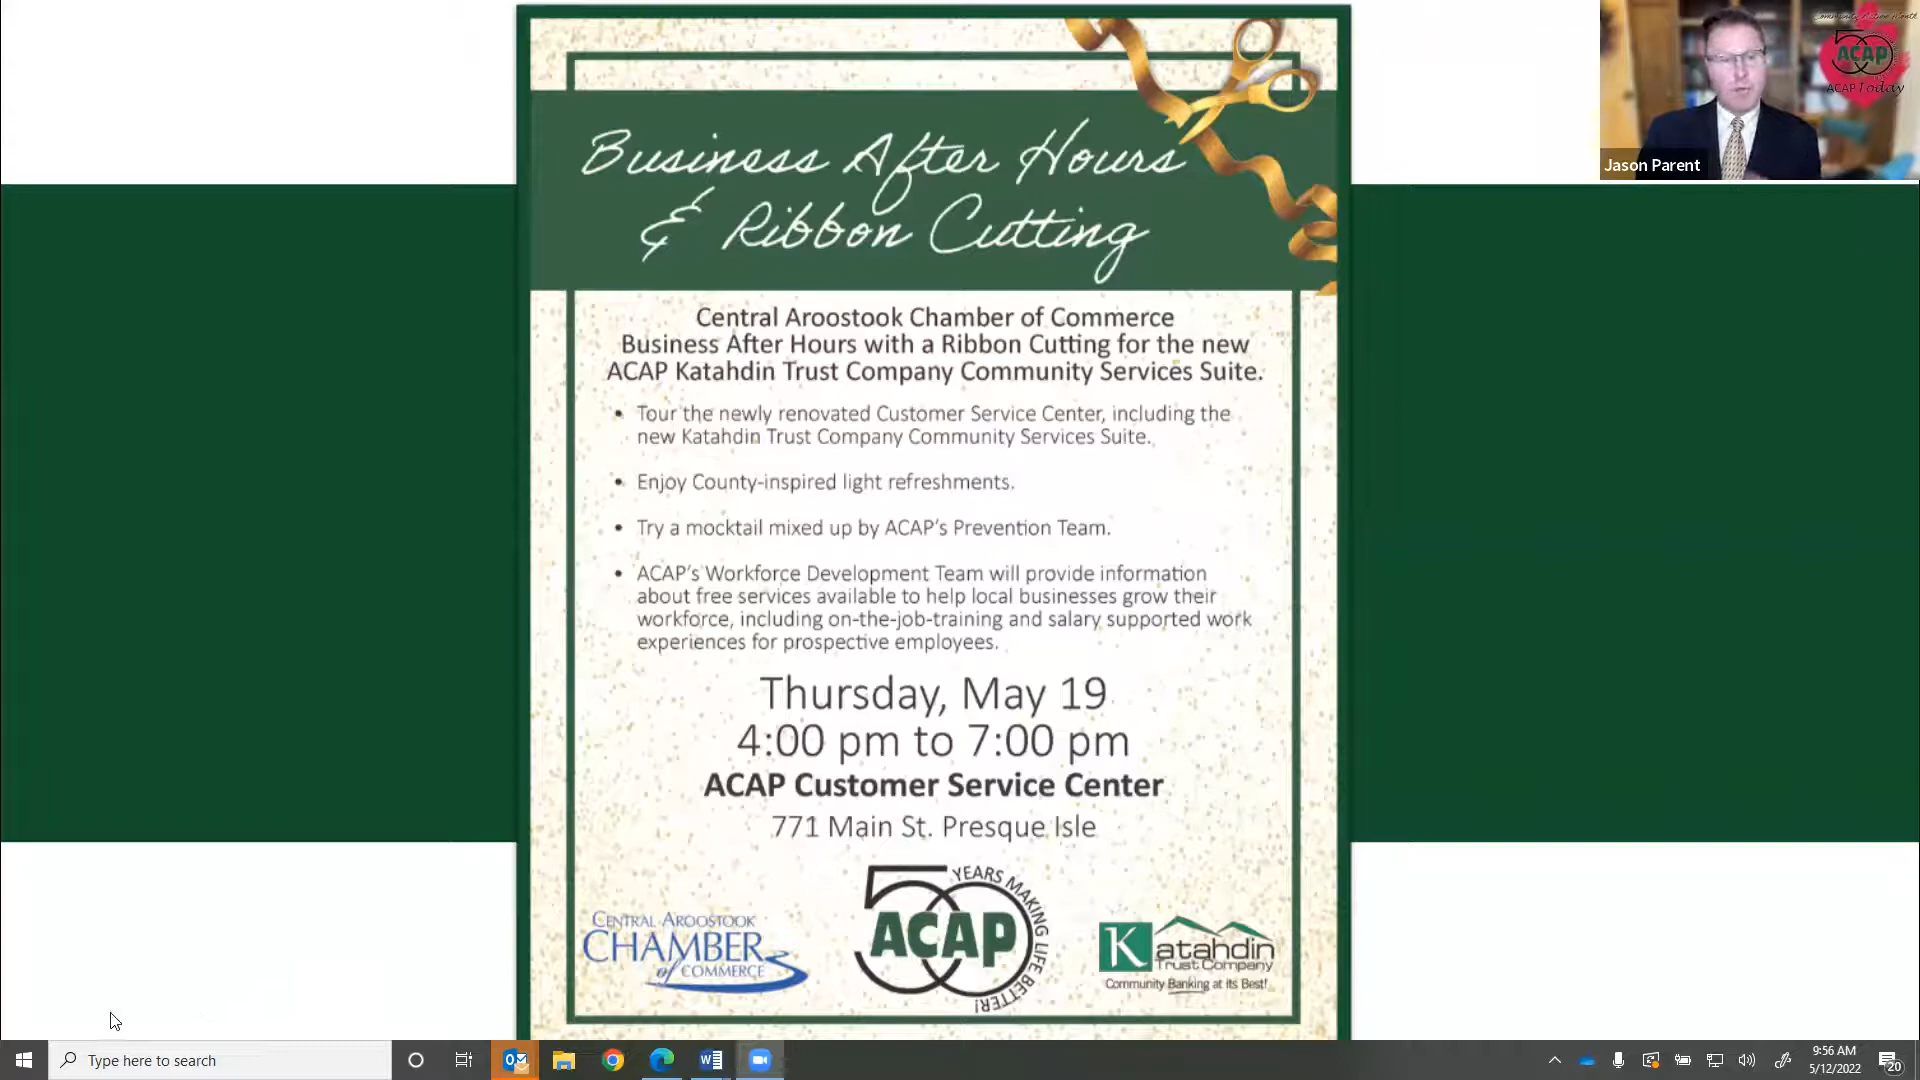 Business After Hours
& Ribbon Cutting
Central Aroostook Chamber of Commerce
Business After Hours with a Ribbon Cutting for the new
ACAP Katahdin Trust Company Community Services Suite.
• Tour the newly renovated Customer Service Center, including the
new Katahdin Trust Company Community Services Suite.
• Enjoy County-inspired light refreshments.
• Try a mocktail mixed up by ACAP's Prevention Team.
• ACAP's Workforce Development Team will provide information
about free services available to help local businesses grow their
workforce, including on-the-job-training and salary supported work
experiences for prospective employees.
Thursday, May 19
4:00 pm to 7:00 pm
ACAP Customer Service Center
771 Main St. Presque Isle
CENTRAL AROOSTOOK
CHAMBER
of COMMERCE
50
YEARS MAKING LIFE BETTER!
ACAP
Katahdin
Trust Company
Community Banking at its Best!
Community Action Month
50
ACAP
ACAP Today
Jason Parent
Type here to search
9:56 AM
5/12/2022
20